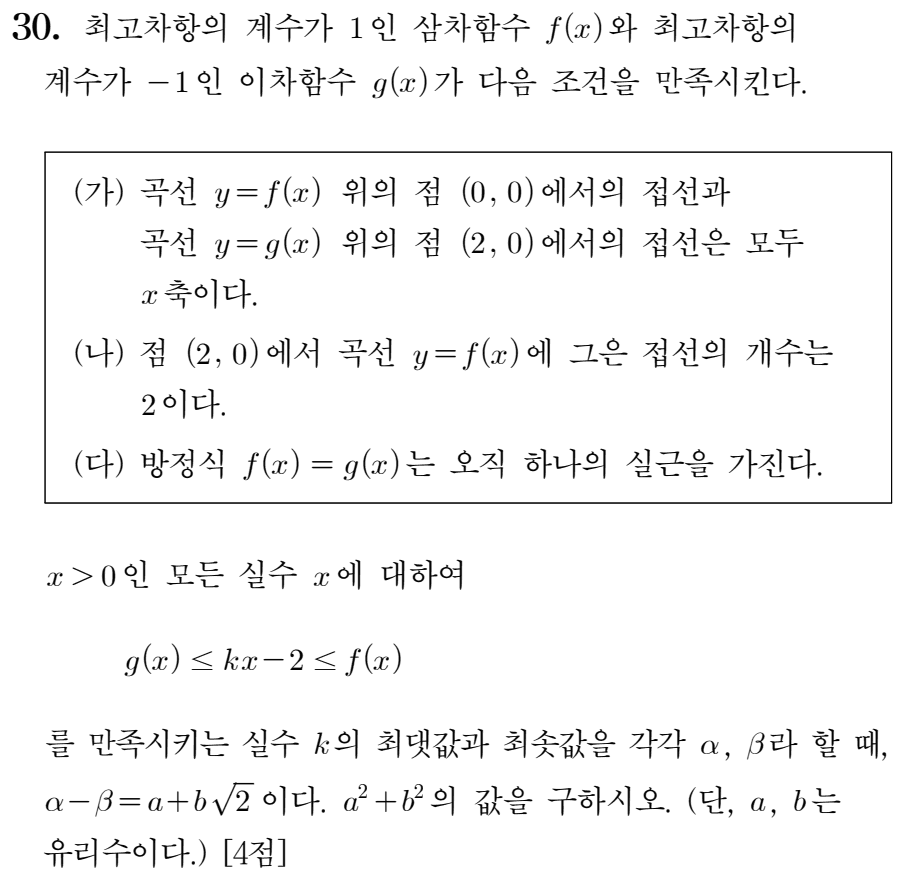 30. 최고차항의 계수가 1인 삼차함수 f(x)와 최고차항의
계수가 −1인 이차함수 g(x)가 다음 조건을 만족시킨다.
(가) 곡선 y=f(x) 위의 점 (0, 0)에서의 접선과
곡선 y=g(x) 위의 점 (2, 0)에서의 접선은 모두
x축이다.
(나) 점 (2, 0)에서 곡선 y=f(x)에 그은 접선의 개수는
2이다.
(다) 방정식 f(x)=g(x)는 오직 하나의 실근을 가진다.
x>0인 모든 실수 x에 대하여
g(x)≤kx−2≤f(x)
를 만족시키는 실수 k의 최댓값과 최솟값을 각각 α, β라 할 때,
α−β=a+b√2 이다. a²+b²의 값을 구하시오. (단, a, b는
유리수이다.) [4점]